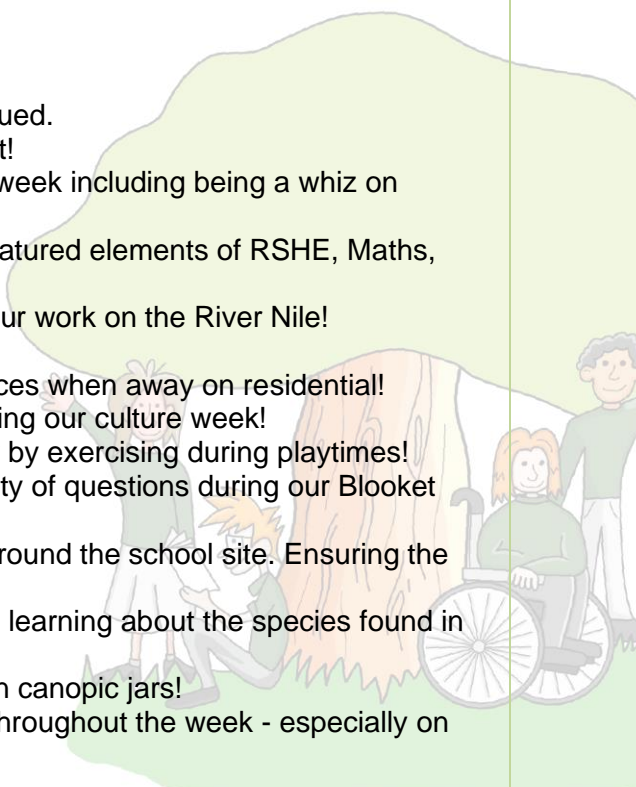 ued.
t!
week including being a whiz on
atured elements of RSHE, Maths,
ur work on the River Nile!
ces when away on residential!
ing our culture week!
by exercising during playtimes!
ty of questions during our Blooket
round the school site. Ensuring the
learning about the species found in
n canopic jars!
hroughout the week - especially on